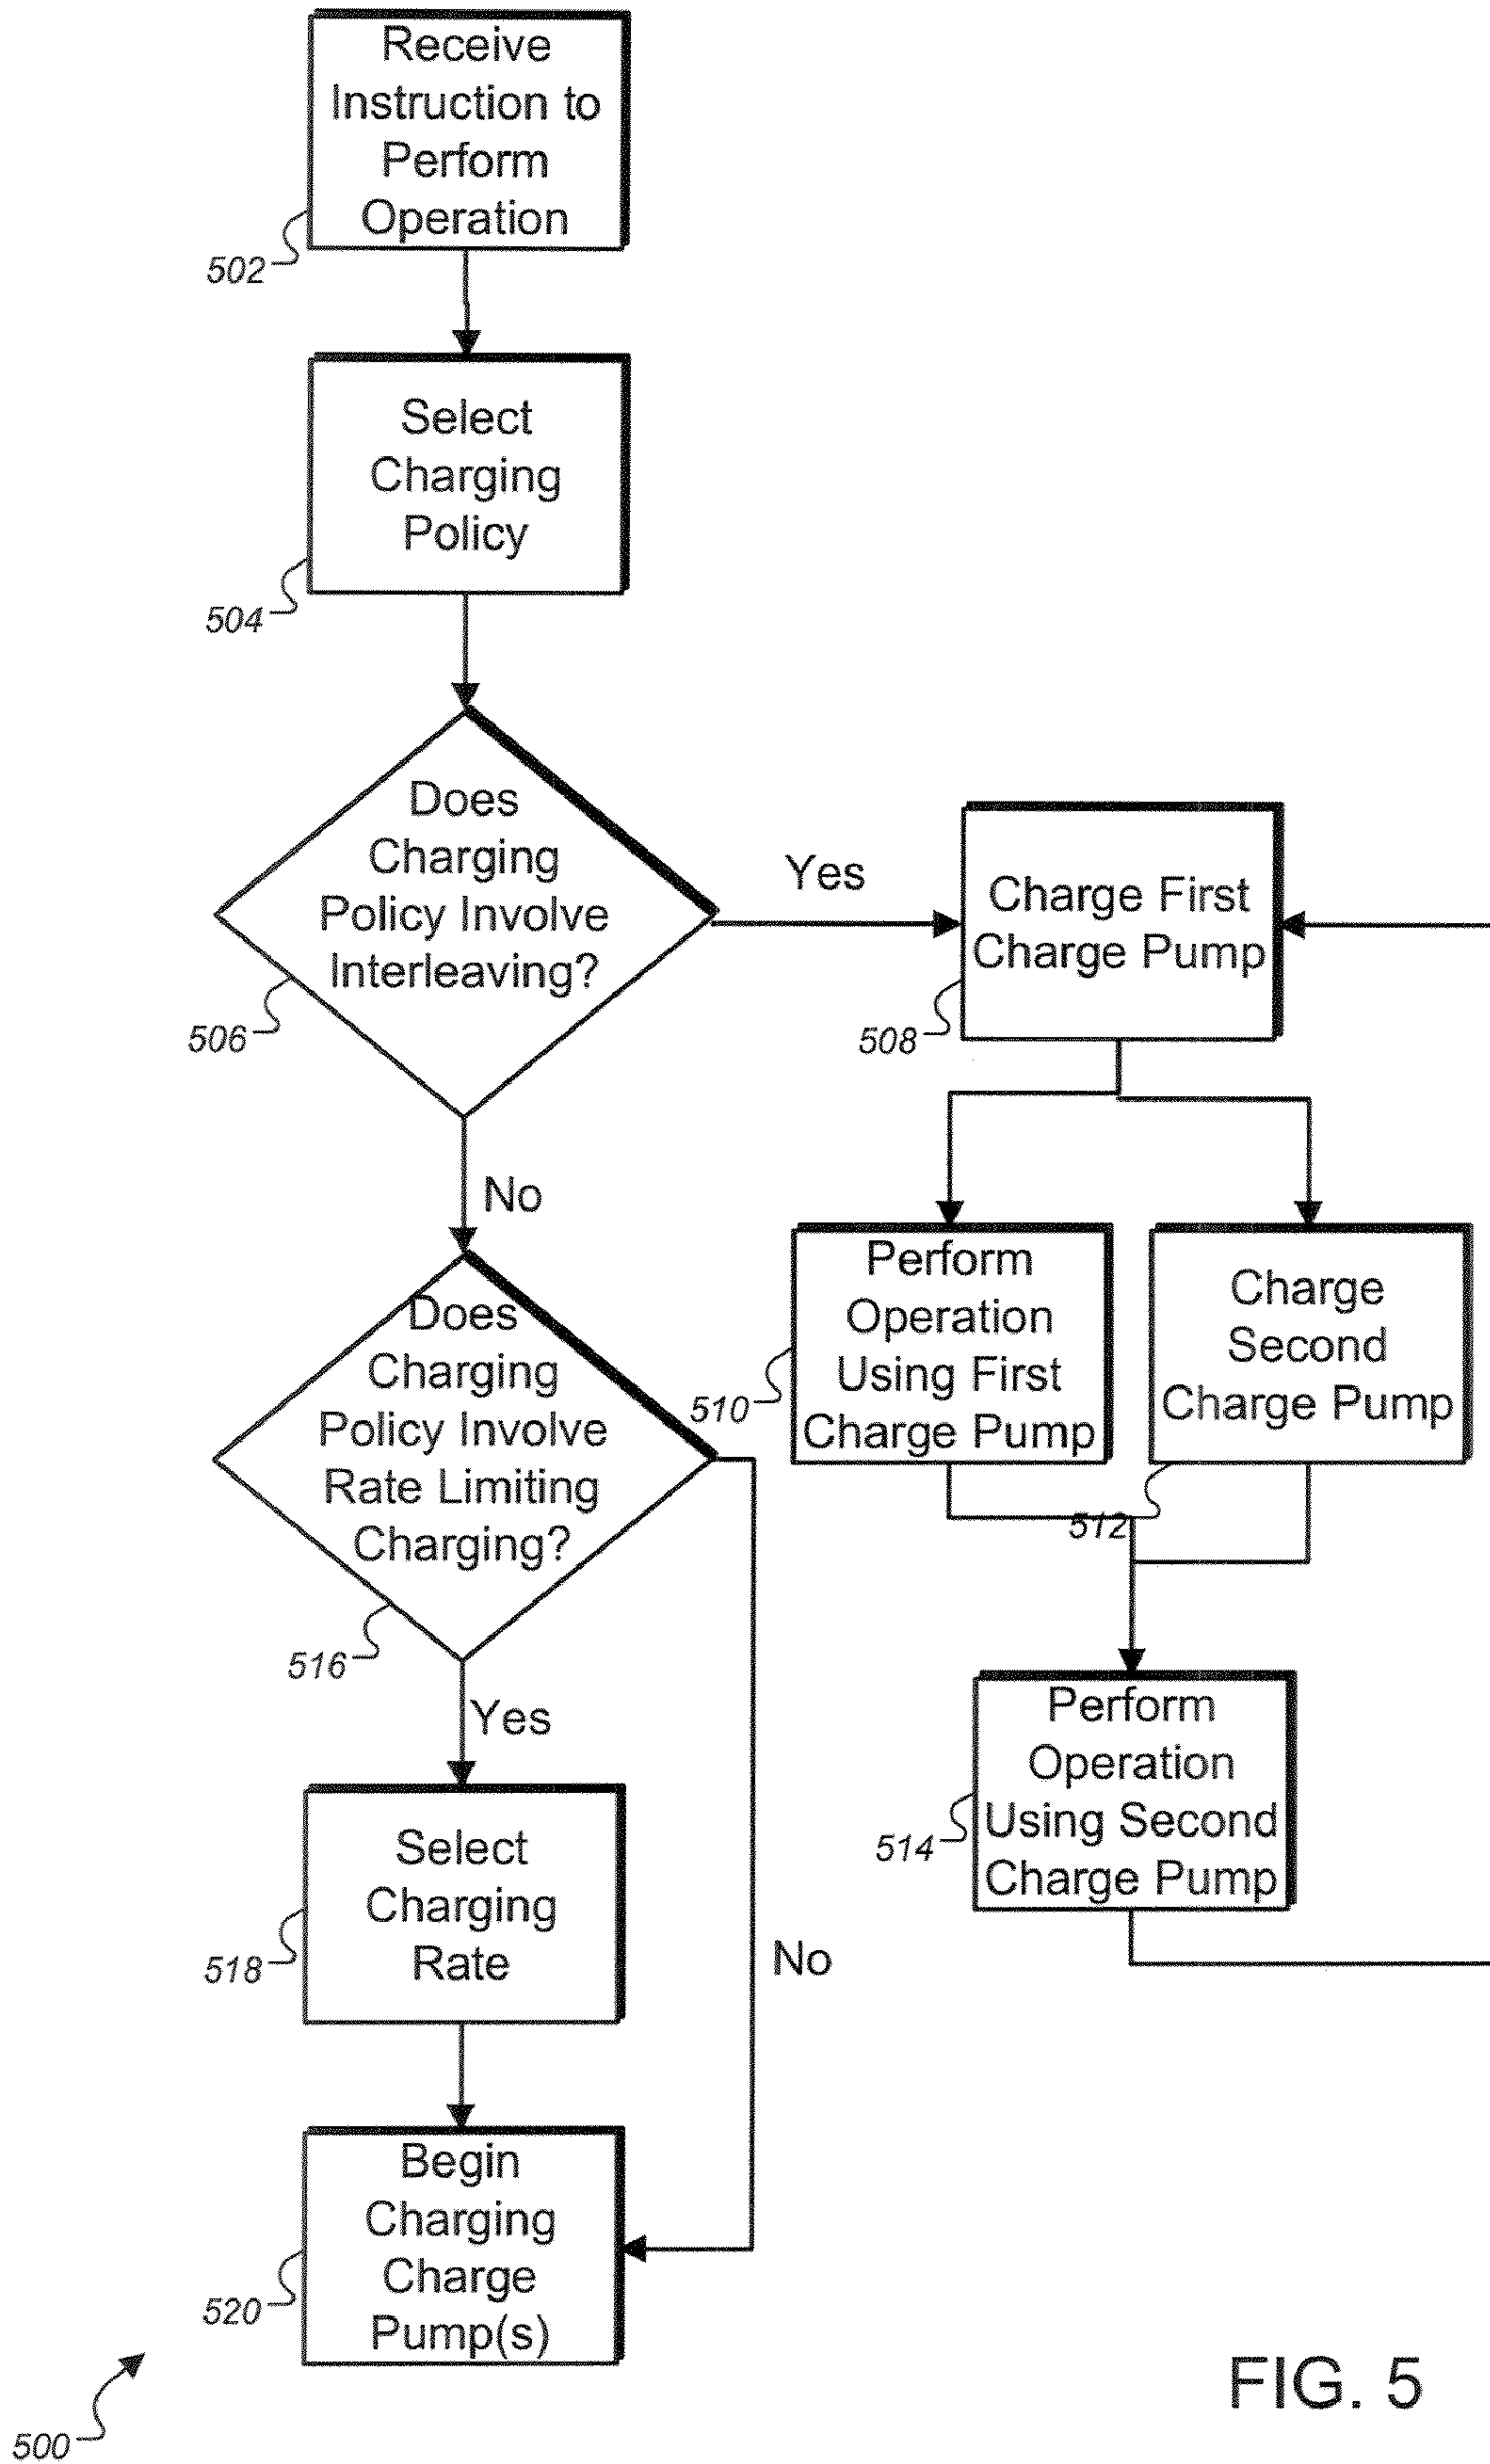 Receive
Instruction to
Perform
Operation
502
Select
Charging
Policy
504
Does
Charging
Policy Involve
Interleaving?
506
Yes
No
Charge First
Charge Pump
508
Perform
Operation
Using First
Charge Pump
510
Charge
Second
Charge Pump
512
Perform
Operation
Using Second
Charge Pump
514
Does
Charging
Policy Involve
Rate Limiting
Charging?
516
Yes
No
Select
Charging
Rate
518
Begin
Charging
Charge
Pump(s)
520
500
FIG. 5